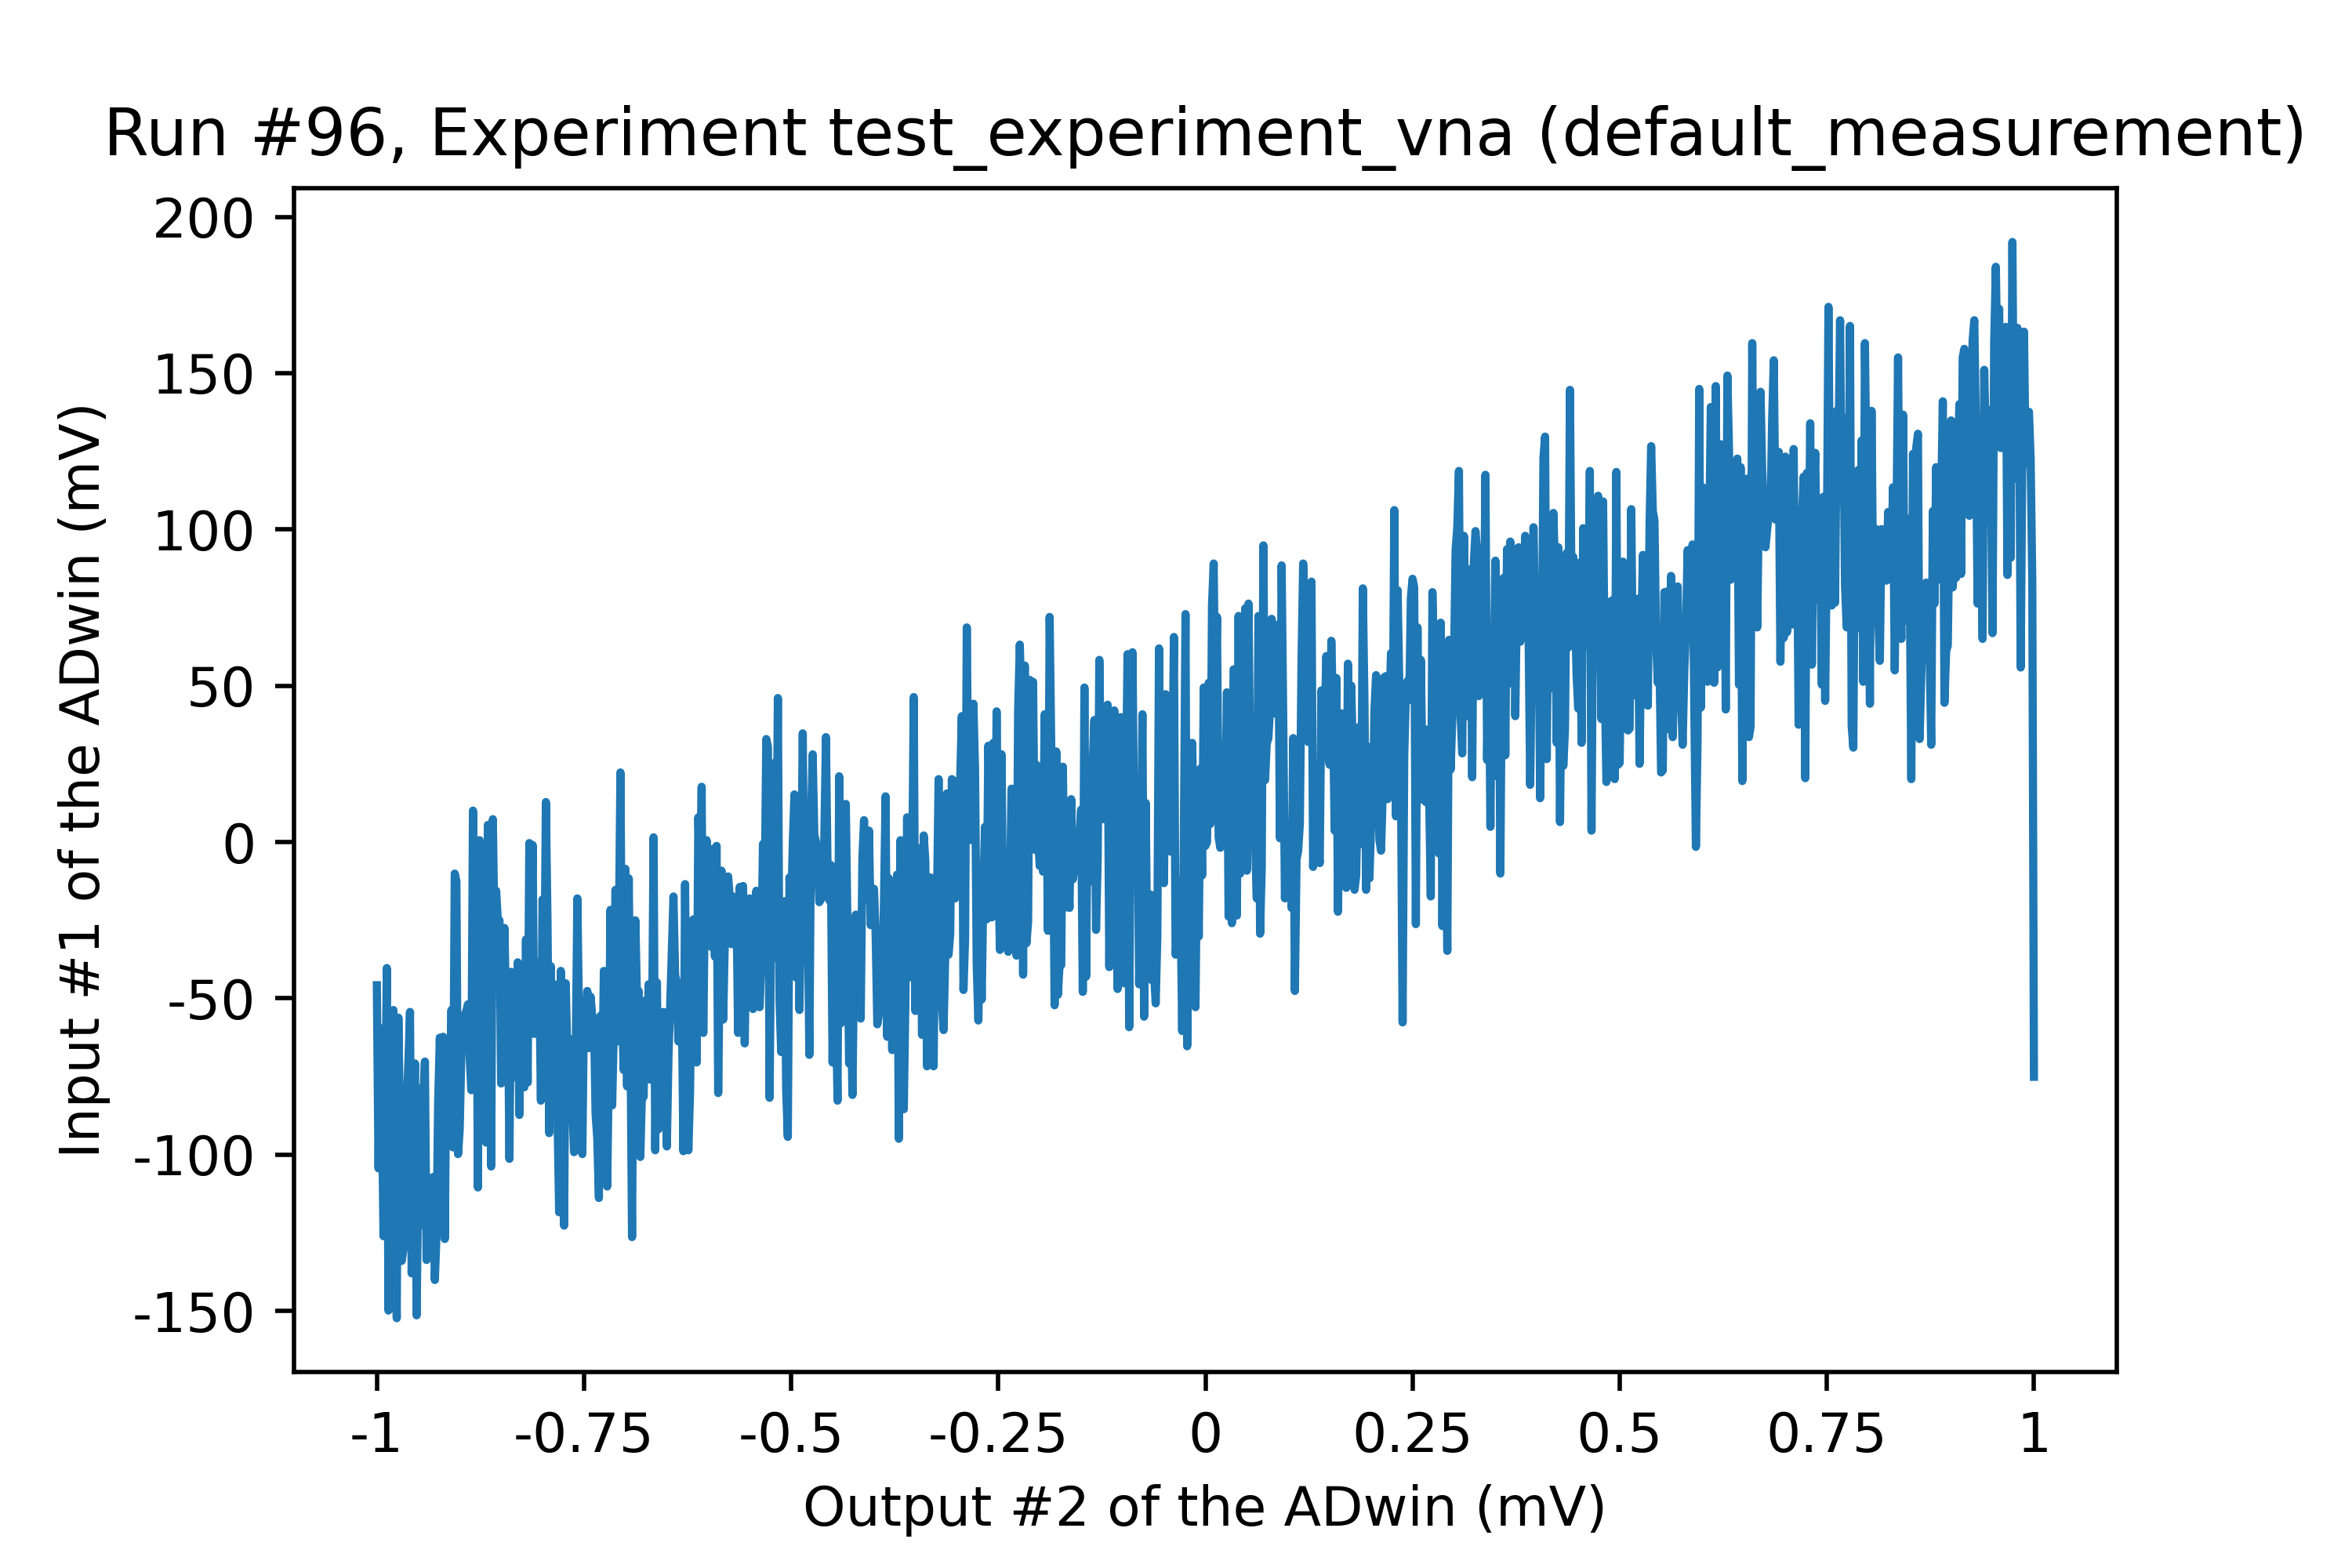 Run #96, Experiment test_experiment_vna (default_measurement)
Input #1 of the ADwin (mV)
200
150
100
50
0
-50
-100
-150
-1 -0.75 -0.5 -0.25 0 0.25 0.5 0.75 1
Output #2 of the ADwin (mV)